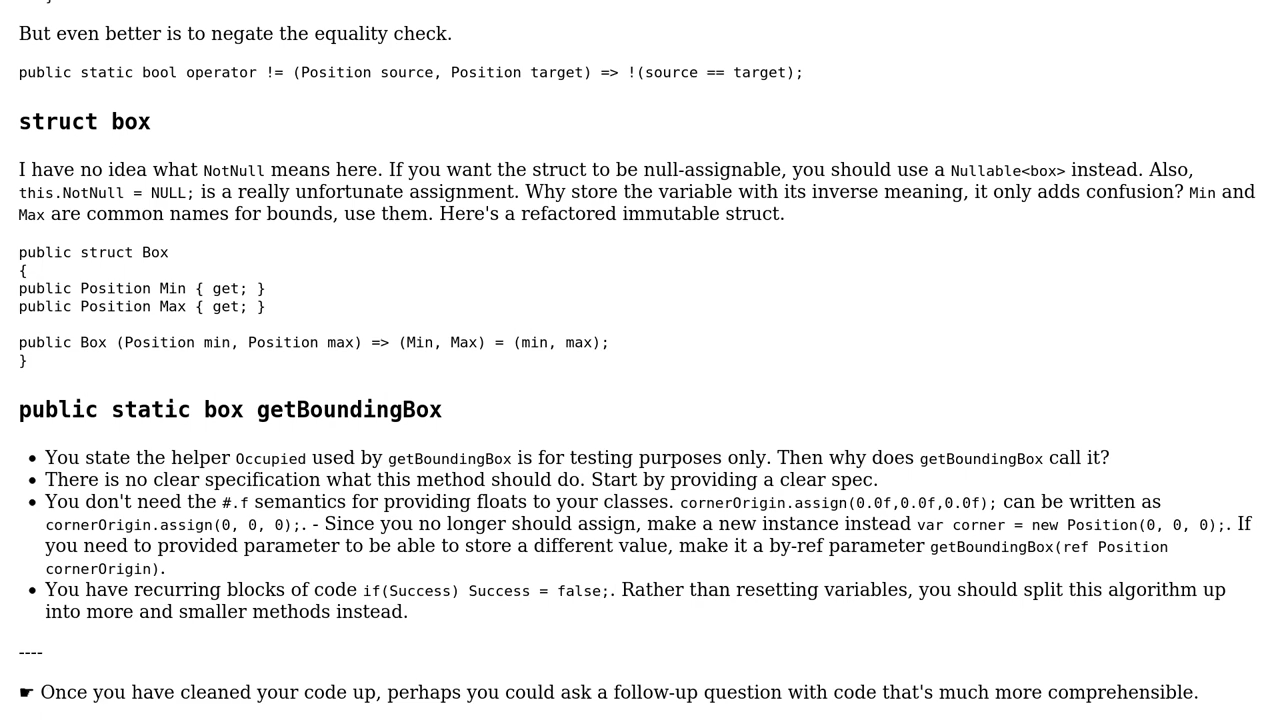 But even better is to negate the equality check.
public static bool operator != (Position source, Position target) => !(source == target);
struct box
I have no idea what NotNull means here. If you want the struct to be null-assignable, you should use a Nullable<box> instead. Also,
this.NotNull = NULL; is a really unfortunate assignment. Why store the variable with its inverse meaning, it only adds confusion? Min and
Max are common names for bounds, use them. Here's a refactored immutable struct.
public struct Box
{
public Position Min { get; }
public Position Max { get; }
public Box (Position min, Position max) => (Min, Max) = (min, max);
}
public static box getBoundingBox
• You state the helper Occupied used by getBoundingBox is for testing purposes only. Then why does getBoundingBox call it?
• There is no clear specification what this method should do. Start by providing a clear spec.
• You don't need the #.f semantics for providing floats to your classes. cornerOrigin.assign(0.0f,0.0f,0.0f); can be written as
cornerOrigin.assign(0, 0, 0);. - Since you no longer should assign, make a new instance instead var corner = new Position(0, 0, 0);. If
you need to provided parameter to be able to store a different value, make it a by-ref parameter getBoundingBox(ref Position
cornerOrigin).
• You have recurring blocks of code if(Success) Success = false;. Rather than resetting variables, you should split this algorithm up
into more and smaller methods instead.
----
☛ Once you have cleaned your code up, perhaps you could ask a follow-up question with code that's much more comprehensible.